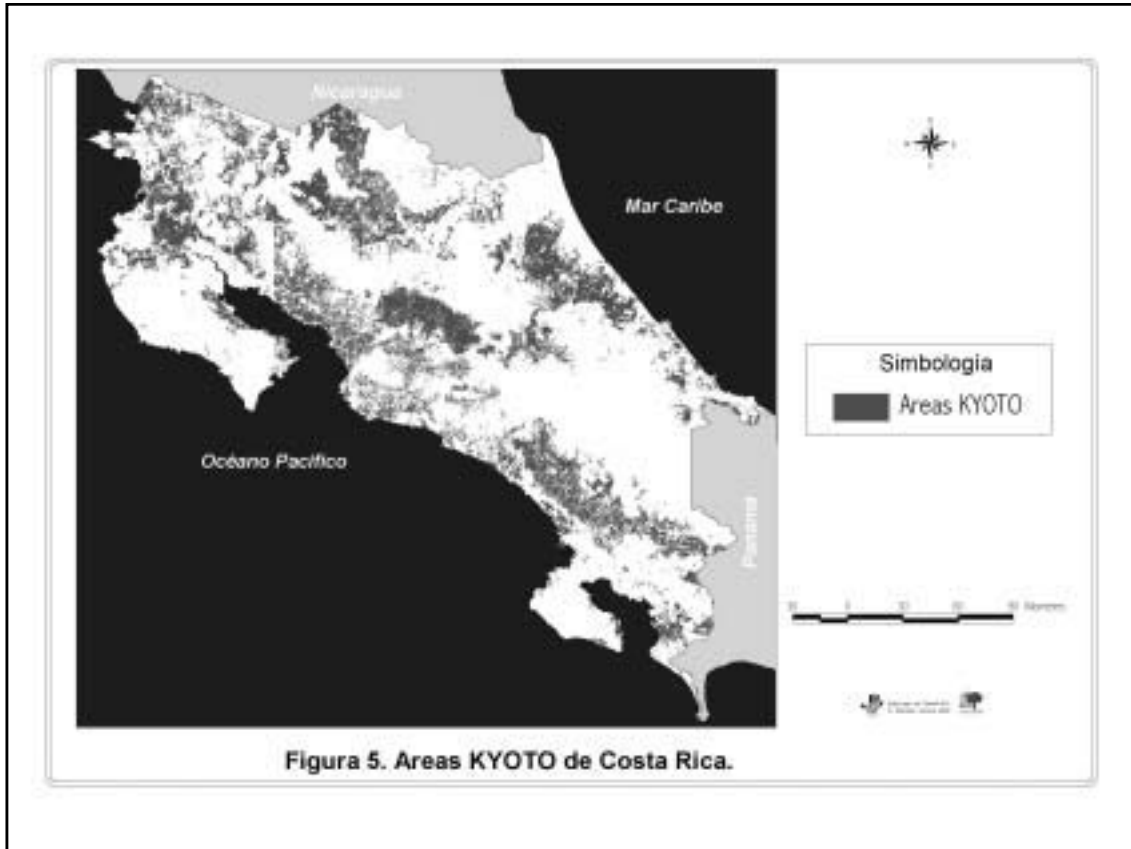 Nicaragua
Mar Caribe
Océano Pacífico
Panamá
Simbologia
Areas KYOTO
Figura 5. Areas KYOTO de Costa Rica.